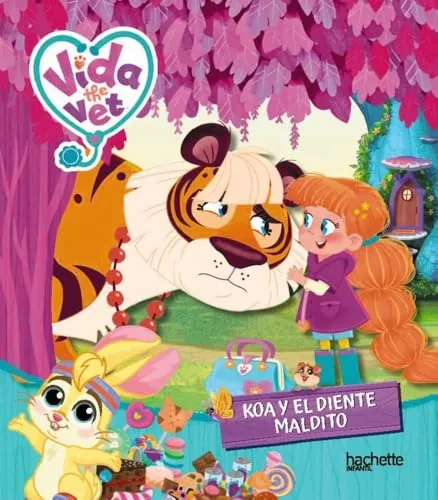 Vida
the
Vet
KOA Y EL DIENTE
MALDITO
hachette
INFANTIL